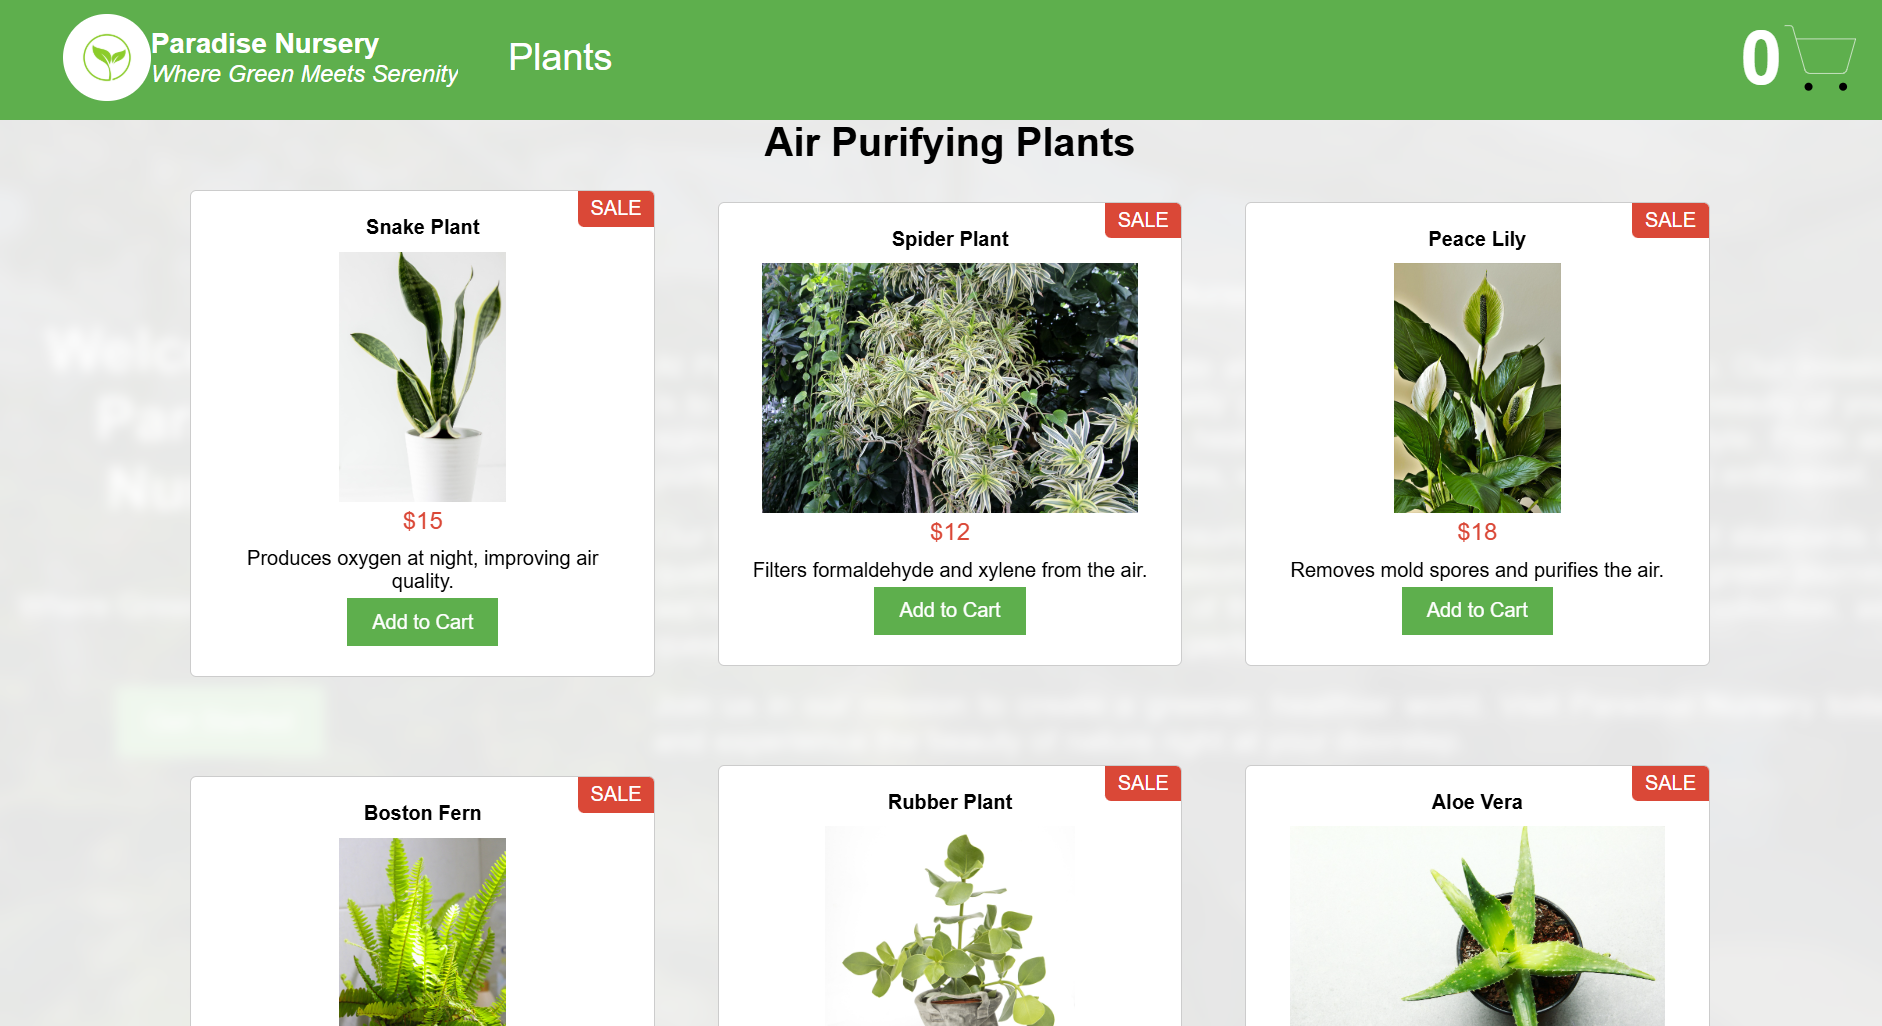 Paradise Nursery
Where Green Meets Serenity
Plants
0
Air Purifying Plants
SALE
Snake Plant
$15
Produces oxygen at night, improving air
quality.
Add to Cart
SALE
Spider Plant
$12
Filters formaldehyde and xylene from the air.
Add to Cart
SALE
Peace Lily
$18
Removes mold spores and purifies the air.
Add to Cart
SALE
Boston Fern
SALE
Rubber Plant
SALE
Aloe Vera